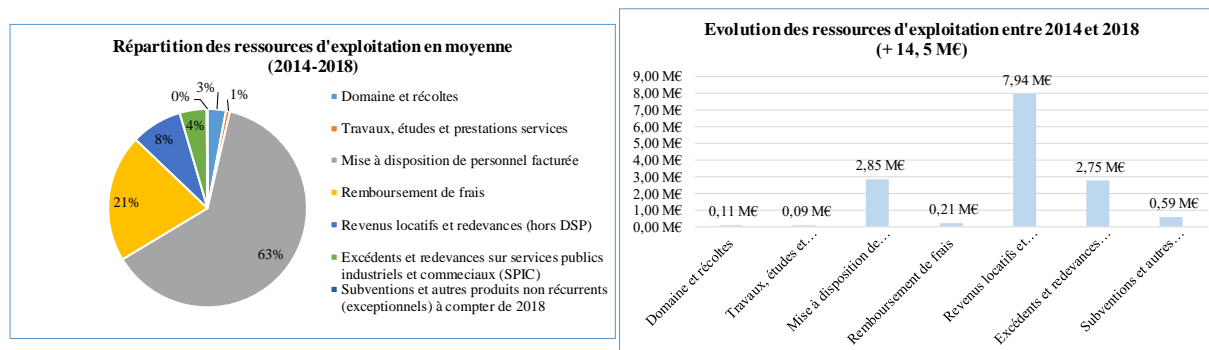 Répartition des ressources d'exploitation en moyenne
(2014-2018)
0%
3%
1%
4%
8%
21%
63%
Domaine et récoltes
Travaux, études et prestations services
Mise à disposition de personnel facturée
Remboursement de frais
Revenus locatifs et redevances (hors DSP)
Excédents et redevances sur services publics
industriels et commeciaux (SPIC)
Subventions et autres produits non récurrents
(exceptionnels) à compter de 2018
Evolution des ressources d'exploitation entre 2014 et 2018
(+ 14, 5 M€)
9,00 M€
8,00 M€
7,00 M€
6,00 M€
5,00 M€
4,00 M€
3,00 M€
2,00 M€
1,00 M€
0,00 M€
0,11 M€
0,09 M€
2,85 M€
0,21 M€
7,94 M€
2,75 M€
0,59 M€
Domaine et récoltes
Travaux, études et…
Mise à disposition de…
Remboursement de frais
Revenus locatifs et…
Excédents et redevances…
Subventions et autres…